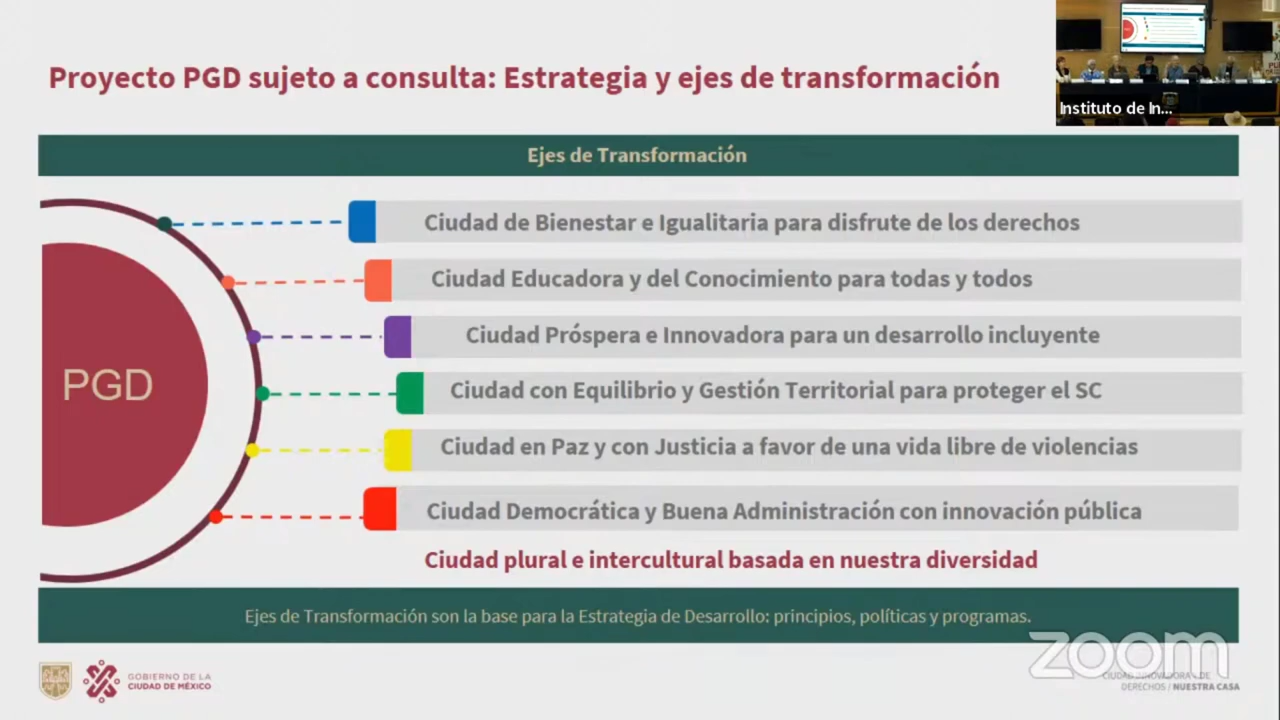 Proyecto PGD sujeto a consulta: Estrategia y ejes de transformación
Instituto de In...
Ejes de Transformación
Ciudad de Bienestar e Igualitaria para disfrute de los derechos
Ciudad Educadora y del Conocimiento para todas y todos
Ciudad Próspera e Innovadora para un desarrollo incluyente
PGD
Ciudad con Equilibrio y Gestión Territorial para proteger el SC
Ciudad en Paz y con Justicia a favor de una vida libre de violencias
Ciudad Democrática y Buena Administración con innovación pública
Ciudad plural e intercultural basada en nuestra diversidad
Ejes de Transformación son la base para la Estrategia de Desarrollo: principios, políticas y programas.
zoom
GOBIERNO DE LA
CIUDAD DE MÉXICO
CIUDAD INNOVADORA Y DE
DERECHOS / NUESTRA CASA